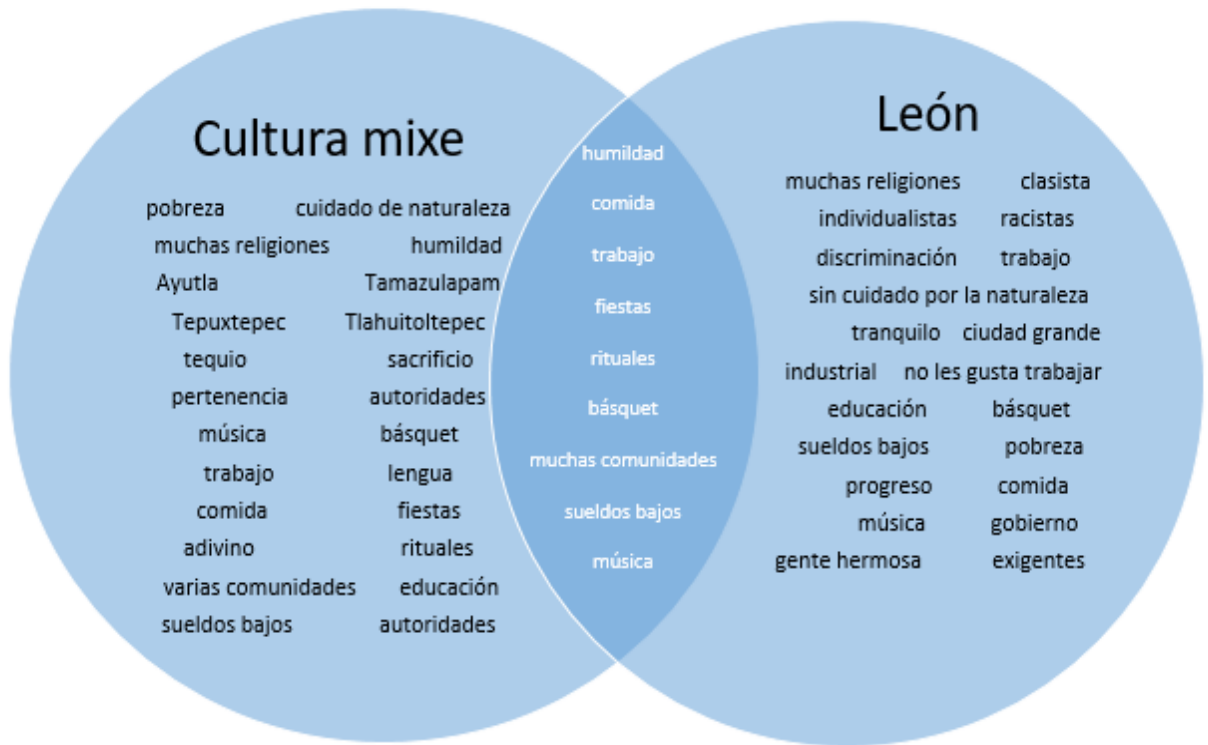 Cultura mixe
pobreza cuidado de naturaleza
muchas religiones humildad
Ayutla Tamazulapam
Tepuxtepec Tlahuitoltepec
tequio sacrificio
pertenencia autoridades
música básquet
trabajo lengua
comida fiestas
adivino rituales
varias comunidades educación
sueldos bajos autoridades
humildad
comida
trabajo
fiestas
rituales
básquet
muchas comunidades
sueldos bajos
música
León
muchas religiones clasista
individualistas racistas
discriminación trabajo
sin cuidado por la naturaleza
tranquilo ciudad grande
industrial no les gusta trabajar
educación básquet
sueldos bajos pobreza
progreso comida
música gobierno
gente hermosa exigentes